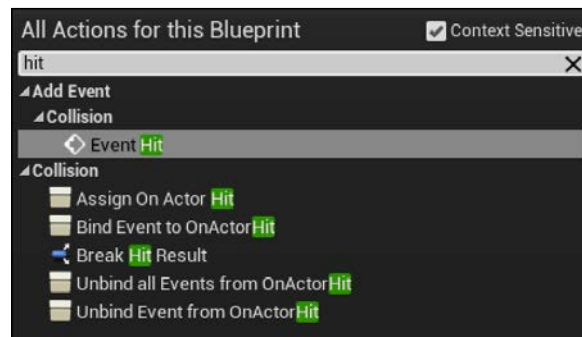 All Actions for this Blueprint Context Sensitive
hit
Add Event
Collision
Event Hit
Collision
Assign On Actor Hit
Bind Event to OnActorHit
Break Hit Result
Unbind all Events from OnActorHit
Unbind Event from OnActorHit